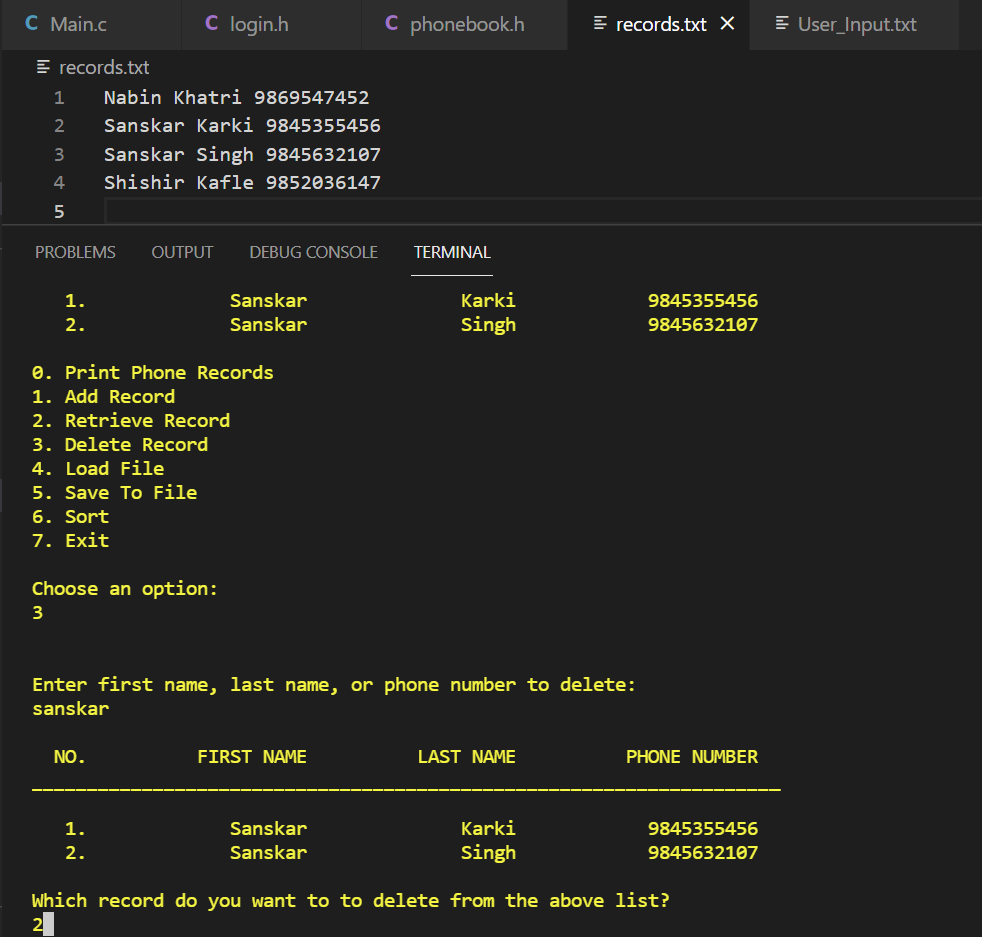 C Main.c C login.h C phonebook.h records.txt × User_Input.txt
records.txt
1 Nabin Khatri 9869547452
2 Sanskar Karki 9845355456
3 Sanskar Singh 9845632107
4 Shishir Kafle 9852036147
5
PROBLEMS OUTPUT DEBUG CONSOLE TERMINAL
1. Sanskar Karki 9845355456
2. Sanskar Singh 9845632107
0. Print Phone Records
1. Add Record
2. Retrieve Record
3. Delete Record
4. Load File
5. Save To File
6. Sort
7. Exit
Choose an option:
3
Enter first name, last name, or phone number to delete:
sanskar
NO. FIRST NAME LAST NAME PHONE NUMBER
1. Sanskar Karki 9845355456
2. Sanskar Singh 9845632107
Which record do you want to to delete from the above list?
2